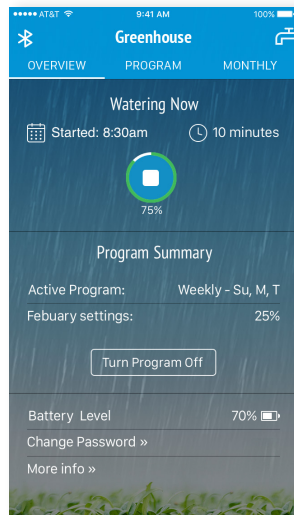 AT&T 9:41 AM 100%
Greenhouse
OVERVIEW PROGRAM MONTHLY
Watering Now
Started: 8:30am 10 minutes
75%
Program Summary
Active Program: Weekly - Su, M, T
Febuary settings: 25%
Turn Program Off
Battery Level 70%
Change Password »
More info »